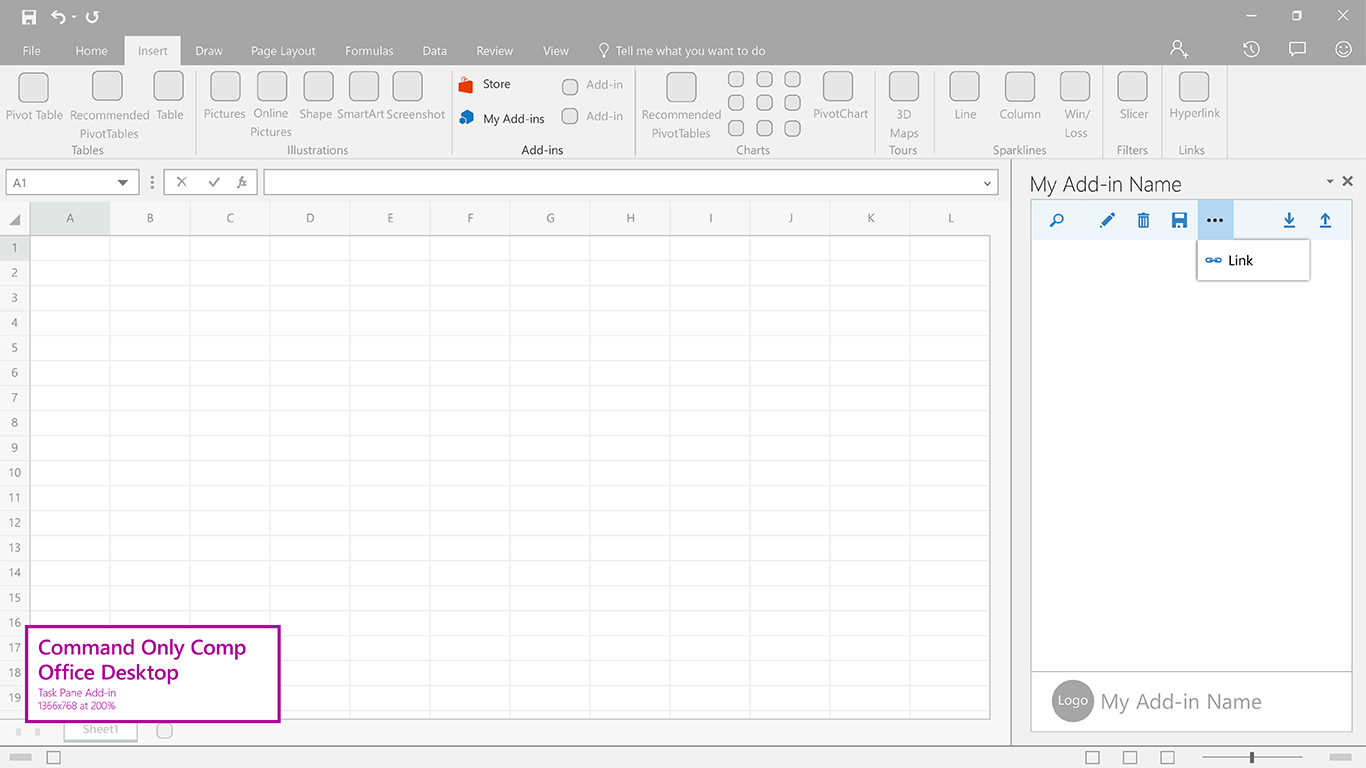 File Home Insert Draw Page Layout Formulas Data Review View Tell me what you want to do
Pivot Table Recommended PivotTables Table
Tables
Pictures Online Pictures Shape SmartArt Screenshot
Illustrations
Store Add-in
My Add-ins Add-in
Add-ins
Recommended PivotTables PivotChart
Charts
3D Maps
Tours
Line Column Win/ Loss
Sparklines
Slicer
Filters
Hyperlink
Links
A1 fx
A B C D E F G H I J K L
1
2
3
4
5
6
7
8
9
10
11
12
13
14
15
16
17
18
19
Command Only Comp
Office Desktop
Task Pane Add-in
1366x768 at 200%
Sheet1
My Add-in Name
Link
Logo My Add-in Name